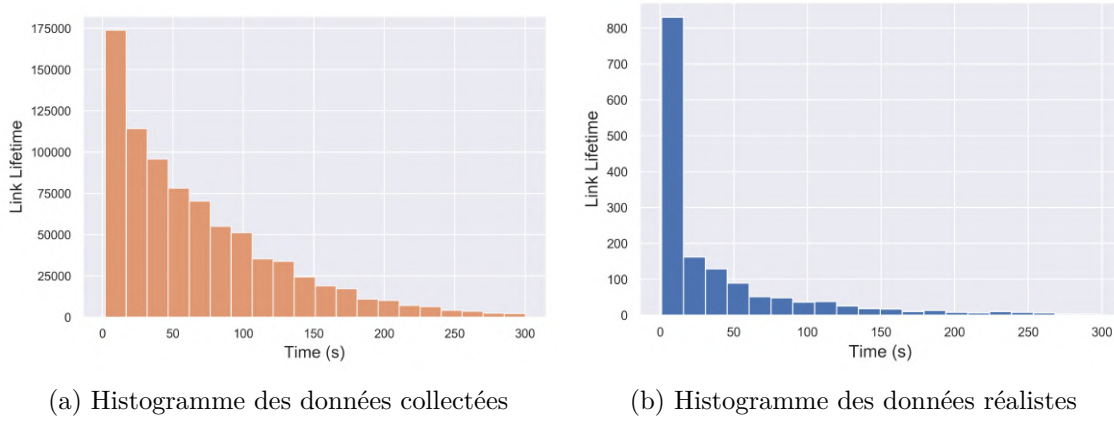 175000
150000
125000
100000
75000
50000
25000
0
Link Lifetime
0 50 100 150 200 250 300
Time (s)
(a) Histogramme des données collectées
800
700
600
500
400
300
200
100
0
Link Lifetime
0 50 100 150 200 250 300
Time (s)
(b) Histogramme des données réalistes